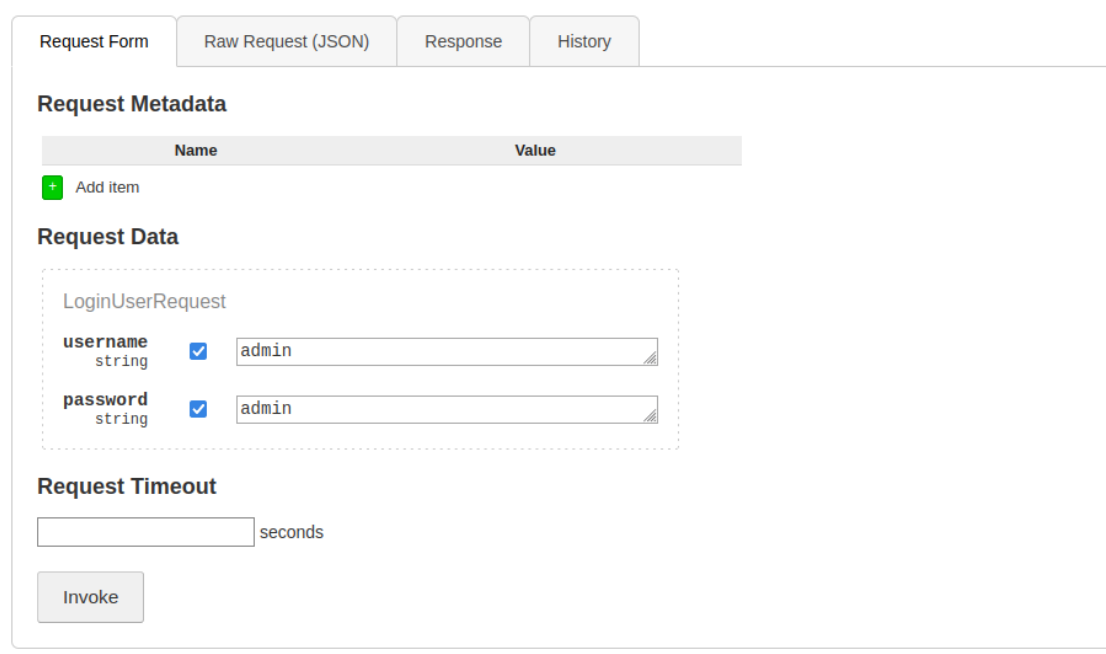 Request Form Raw Request (JSON) Response History
Request Metadata
Name Value
+ Add item
Request Data
LoginUserRequest
username admin
string
password admin
string
Request Timeout
seconds
Invoke